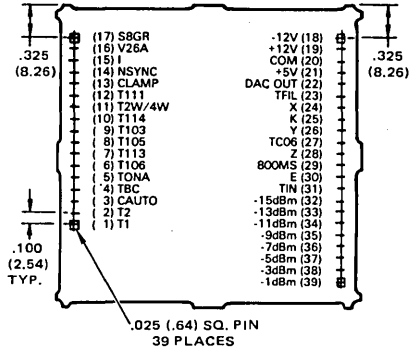 .325
(8.26)
(17) S8GR
(16) V26A
(15) I
(14) NSYNC
(13) CLAMP
(12) T111
(11) T2W/4W
(10) T114
( 9) T103
( 8) T105
( 7) T113
( 6) T106
( 5) TONA
( 4) TBC
( 3) CAUTO
( 2) T2
( 1) T1
-12V (18)
+12V (19)
COM (20)
+5V (21)
DAC OUT (22)
TFIL (23)
X (24)
K (25)
Y (26)
TC06 (27)
Z (28)
800MS (29)
E (30)
TIN (31)
-15dBm (32)
-13dBm (33)
-11dBm (34)
-9dBm (35)
-7dBm (36)
-5dBm (37)
-3dBm (38)
-1dBm (39)
.325
(8.26)
.100
(2.54)
TYP.
.025 (.64) SQ. PIN
39 PLACES